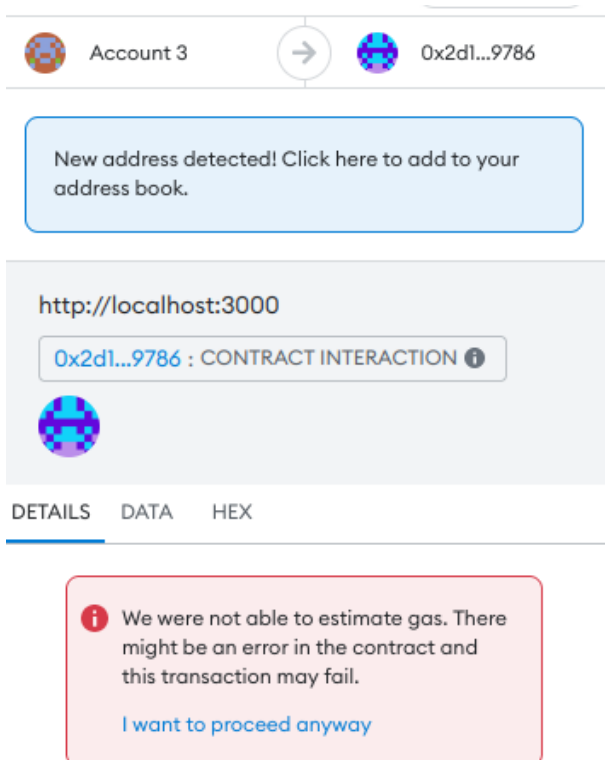 Account 3
0x2d1...9786
New address detected! Click here to add to your
address book.
http://localhost:3000
0x2d1...9786 : CONTRACT INTERACTION
DETAILS DATA HEX
We were not able to estimate gas. There
might be an error in the contract and
this transaction may fail.
I want to proceed anyway